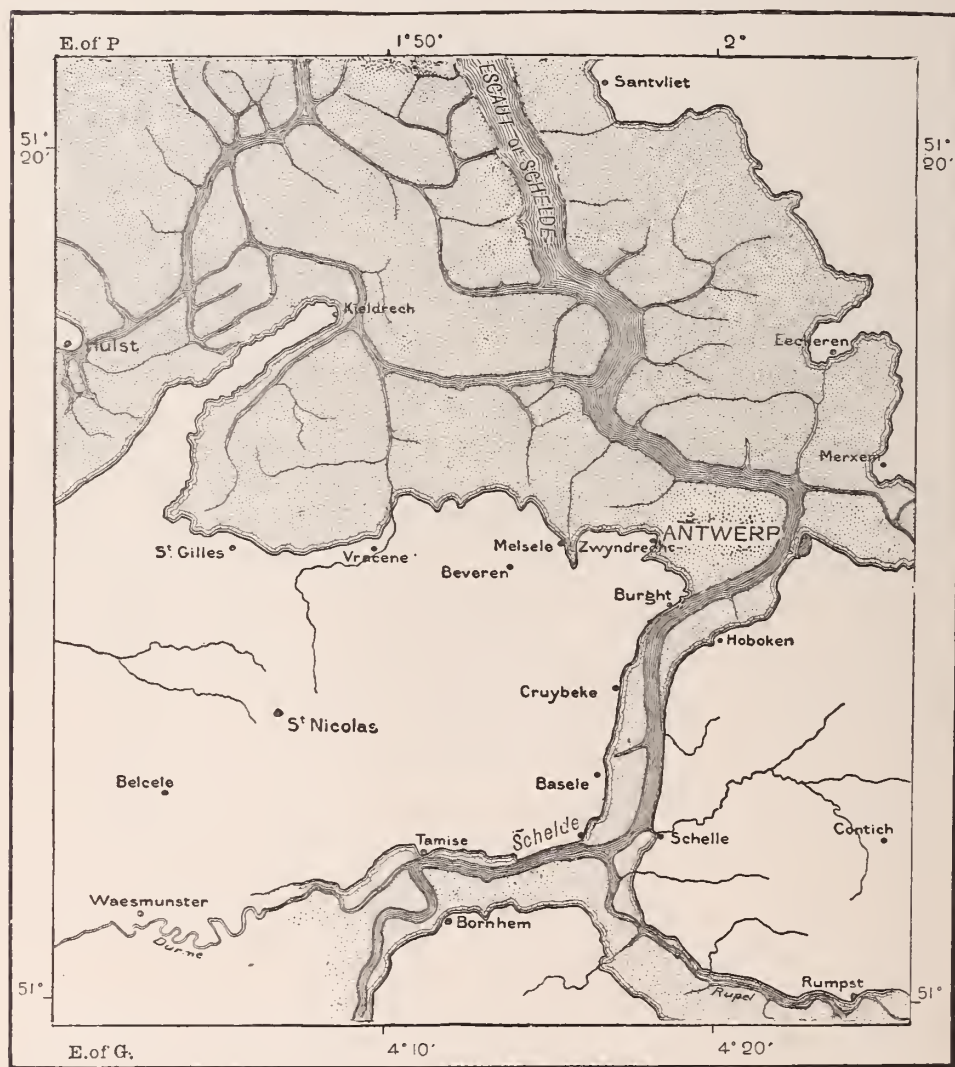 E. of P
1° 50'
2°
Santvliet
ESCAUT or SCHELDE
51°
20'
51°
20'
Kieldrech
Hulst
Eeckeren
Merxem
ANTWERP
St Gilles
Vracene
Melsele
Zwyndrecht
Beveren
Burght
Hoboken
Cruybeke
St Nicolas
Basele
Belcele
Schelde
Tamise
Schelle
Contich
Waesmunster
Durme
Bornhem
Rupel
Rumpst
51°
51°
E. of G.
4° 10'
4° 20'